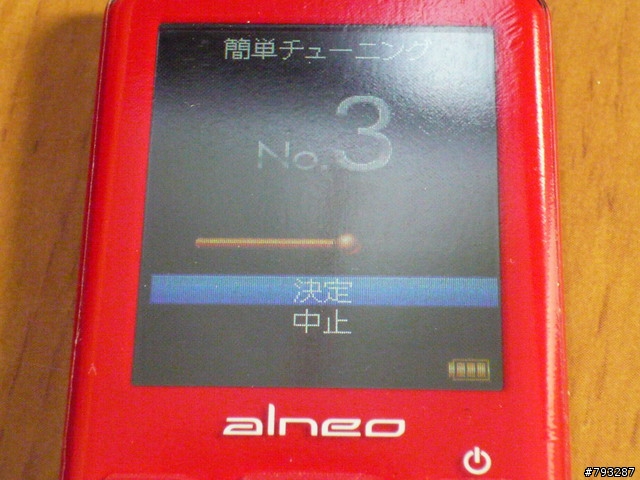 簡単チューニング
No.3
決定
中止
alneo
#793287